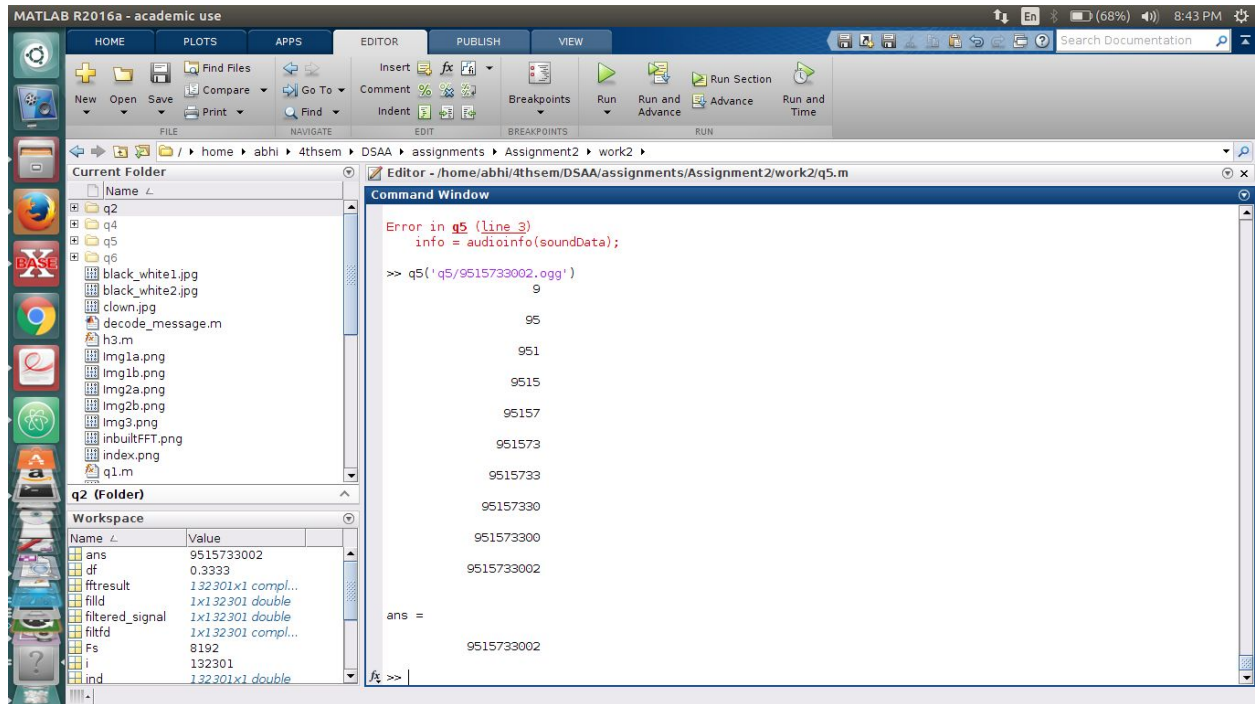 MATLAB R2016a - academic use
En (68%) 8:43 PM
HOME PLOTS APPS EDITOR PUBLISH VIEW
Search Documentation
New Open Save
Find Files
Compare
Print
Go To
Find
Insert fx
Comment %
Indent
Breakpoints
Run
Run and Advance
Run Section
Advance
Run and Time
FILE NAVIGATE EDIT BREAKPOINTS RUN
/ home abhi 4thsem DSAA assignments Assignment2 work2
Current Folder
Name
q2
q4
q5
q6
black_white1.jpg
black_white2.jpg
clown.jpg
decode_message.m
h3.m
Img1a.png
Img1b.png
Img2a.png
Img2b.png
Img3.png
inbuiltFFT.png
index.png
q1.m
q2 (Folder)
Workspace
Name Value
ans 9515733002
df 0.3333
fftresult 132301x1 compl...
filld 1x132301 double
filtered_signal 1x132301 double
filtfd 1x132301 compl...
Fs 8192
i 132301
ind 132301x1 double
Editor - /home/abhi/4thsem/DSAA/assignments/Assignment2/work2/q5.m
Command Window
Error in q5 (line 3)
info = audioinfo(soundData);
>> q5('q5/9515733002.ogg')
9
95
951
9515
95157
951573
9515733
95157330
951573300
9515733002
ans =
9515733002
fx >>
BASE